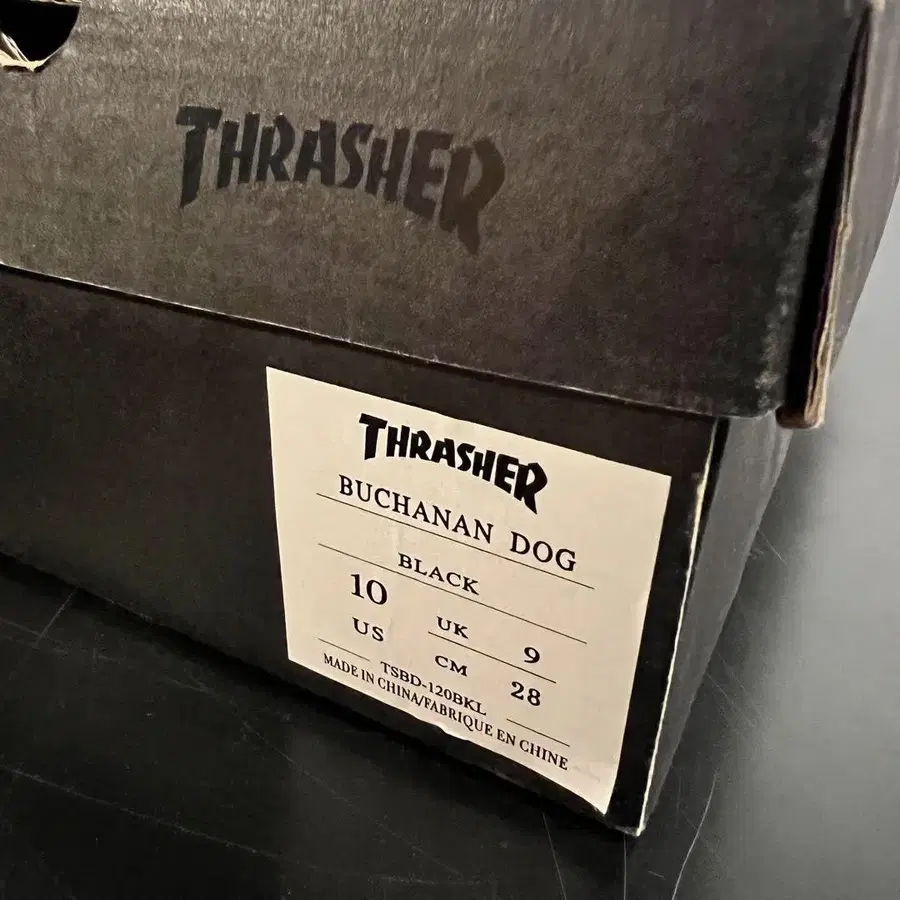 THRASHER
THRASHER
BUCHANAN DOG
BLACK
10 US
UK 9
CM 28
TSBD-120BKL
MADE IN CHINA/FABRIQUE EN CHINE